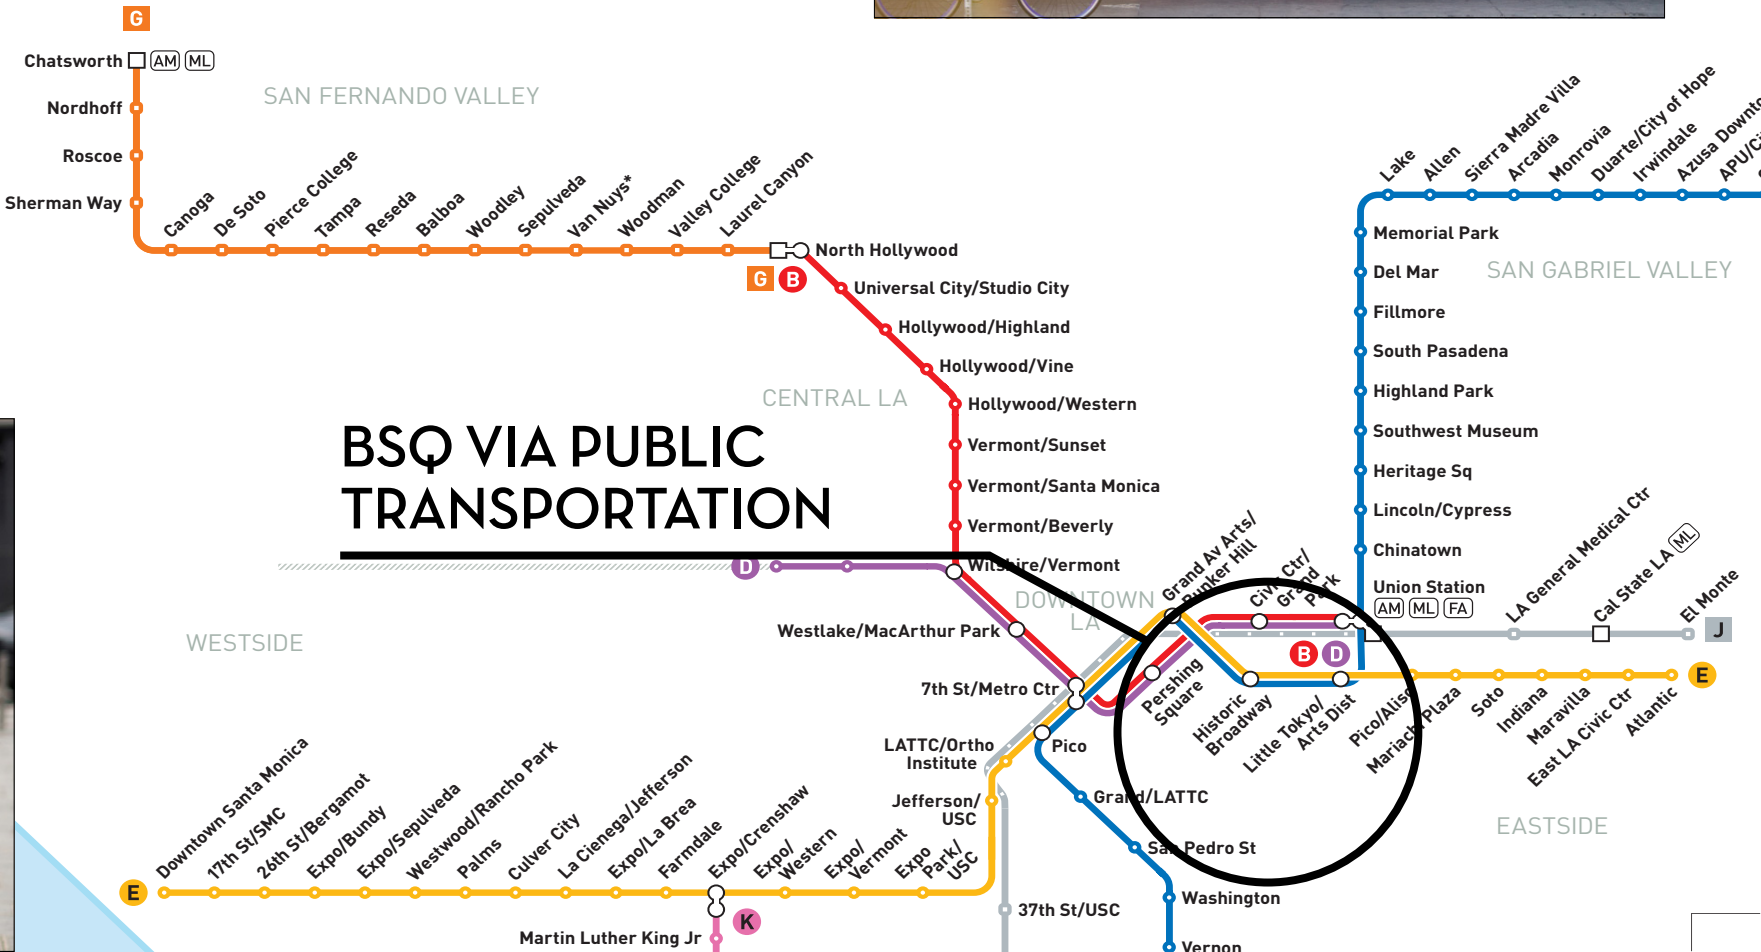 G
Chatsworth AM ML
Nordhoff
Roscoe
Sherman Way
SAN FERNANDO VALLEY
Canoga
De Soto
Pierce College
Tampa
Reseda
Balboa
Woodley
Sepulveda
Van Nuys*
Woodman
Valley College
Laurel Canyon
North Hollywood
G B
Universal City/Studio City
Hollywood/Highland
Hollywood/Vine
CENTRAL LA
Hollywood/Western
Vermont/Sunset
Vermont/Santa Monica
Vermont/Beverly
Wilshire/Vermont
BSQ VIA PUBLIC
TRANSPORTATION
D
WESTSIDE
DOWNTOWN
LA
Westlake/MacArthur Park
7th St/Metro Ctr
Pershing
Square
Grand Av Arts/
Bunker Hill
Civic Ctr/
Grand
Park
Historic
Broadway
Little Tokyo/
Arts Dist
B D
Lake
Allen
Sierra Madre Villa
Arcadia
Monrovia
Duarte/City of Hope
Irwindale
Azusa
Memorial Park
Del Mar
SAN GABRIEL VALLEY
Fillmore
South Pasadena
Highland Park
Southwest Museum
Heritage Sq
Lincoln/Cypress
Chinatown
Union Station
AM ML FA
LA General Medical Ctr
Cal State LA ML
El Monte
J
Pico/Aliso
Mariachi Plaza
Soto
Indiana
Maravilla
East LA Civic Ctr
Atlantic
E
EASTSIDE
Pico
LATTC/Ortho
Institute
Jefferson/
USC
Grand/LATTC
San Pedro St
Washington
Vernon
37th St/USC
E
Downtown Santa Monica
17th St/SMC
26th St/Bergamot
Expo/Bundy
Expo/Sepulveda
Westwood/Rancho Park
Palms
Culver City
La Cienega/Jefferson
Expo/La Brea
Farmdale
Expo/Crenshaw
Expo/
Western
Expo/
Vermont
Expo
Park/
USC
K
Martin Luther King Jr